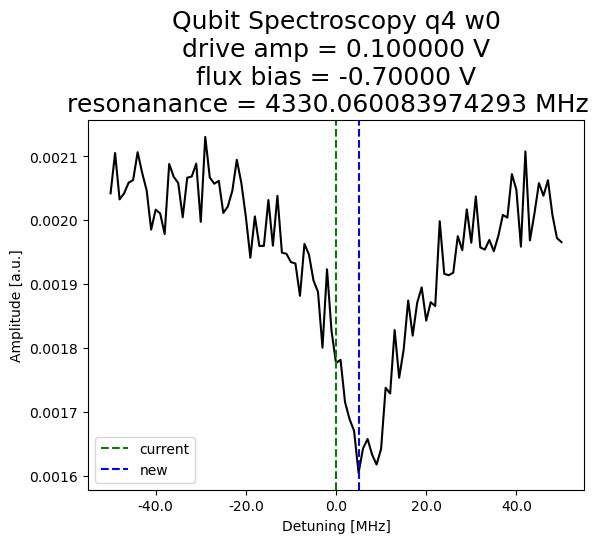 Qubit Spectroscopy q4 w0
drive amp = 0.100000 V
flux bias = -0.70000 V
resonanance = 4330.060083974293 MHz
0.0021
0.0020
0.0019
0.0018
0.0017
0.0016
Amplitude [a.u.]
current
new
-40.0 -20.0 0.0 20.0 40.0
Detuning [MHz]